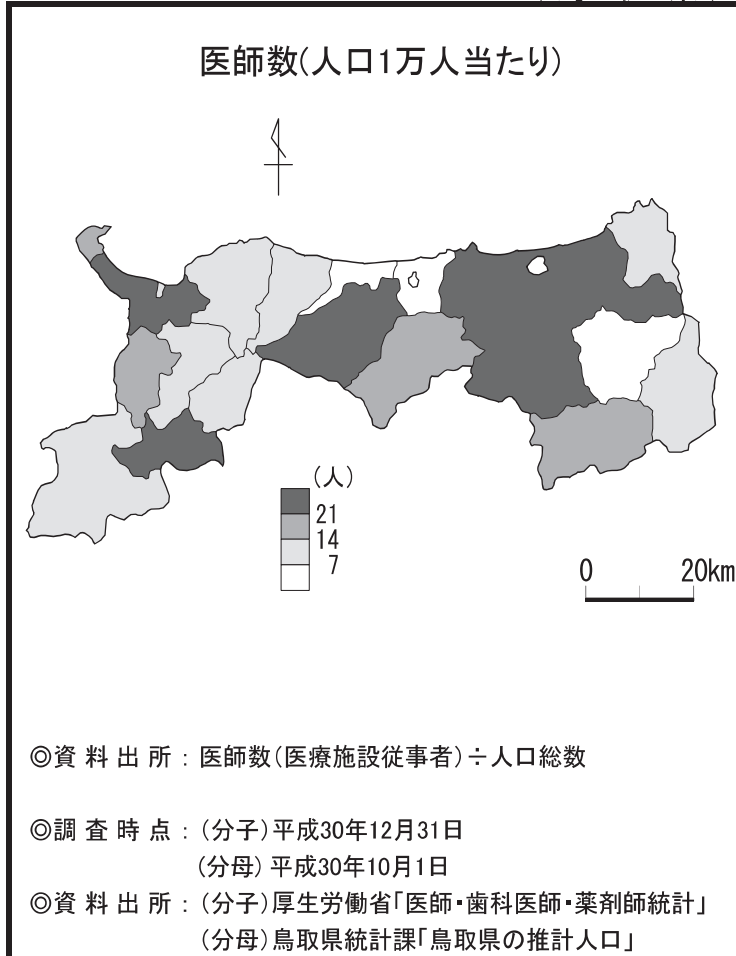 医師数(人口1万人当たり)
(人)
21
14
7
0 20km
◎資料出所：医師数(医療施設従事者)÷人口総数
◎調査時点：(分子)平成30年12月31日
(分母)平成30年10月1日
◎資料出所：(分子)厚生労働省「医師・歯科医師・薬剤師統計」
(分母)鳥取県統計課「鳥取県の推計人口」